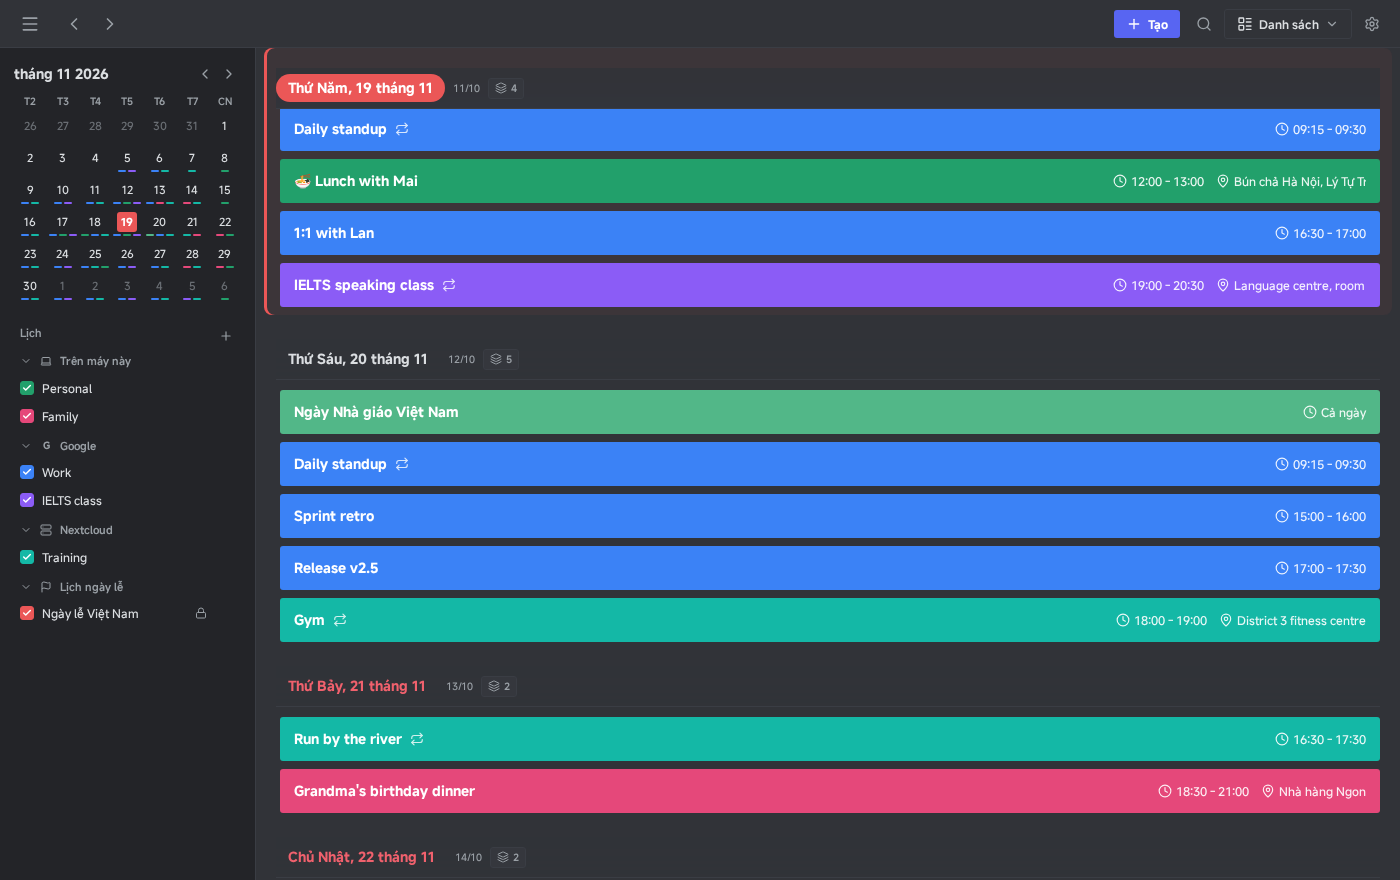 Tạo
Danh sách
tháng 11 2026
T2 T3 T4 T5 T6 T7 CN
26 27 28 29 30 31 1
2 3 4 5 6 7 8
9 10 11 12 13 14 15
16 17 18 19 20 21 22
23 24 25 26 27 28 29
30 1 2 3 4 5 6
Lịch
Trên máy này
Personal
Family
G Google
Work
IELTS class
Nextcloud
Training
Lịch ngày lễ
Ngày lễ Việt Nam
Thứ Năm, 19 tháng 11 11/10 4
Daily standup 09:15 - 09:30
🍜 Lunch with Mai 12:00 - 13:00 Bún chả Hà Nội, Lý Tự
1:1 with Lan 16:30 - 17:00
IELTS speaking class 19:00 - 20:30 Language centre, room
Thứ Sáu, 20 tháng 11 12/10 5
Ngày Nhà giáo Việt Nam Cả ngày
Daily standup 09:15 - 09:30
Sprint retro 15:00 - 16:00
Release v2.5 17:00 - 17:30
Gym 18:00 - 19:00 District 3 fitness centre
Thứ Bảy, 21 tháng 11 13/10 2
Run by the river 16:30 - 17:30
Grandma's birthday dinner 18:30 - 21:00 Nhà hàng Ngon
Chủ Nhật, 22 tháng 11 14/10 2